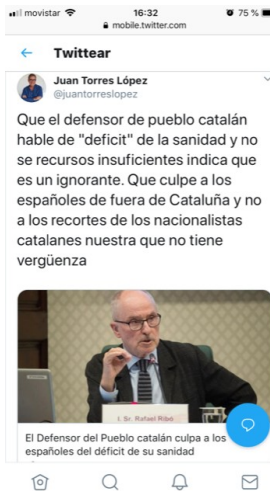 movistar 16:32 75 %
mobile.twitter.com
Twittear
Juan Torres López
@juantorreslopez
Que el defensor de pueblo catalán
hable de "deficit" de la sanidad y no
se recursos insuficientes indica que
es un ignorante. Que culpe a los
españoles de fuera de Cataluña y no
a los recortes de los nacionalistas
catalanes nuestra que no tiene
vergüenza
I. Sr. Rafael Ribó
El Defensor del Pueblo catalán culpa a los
españoles del déficit de su sanidad